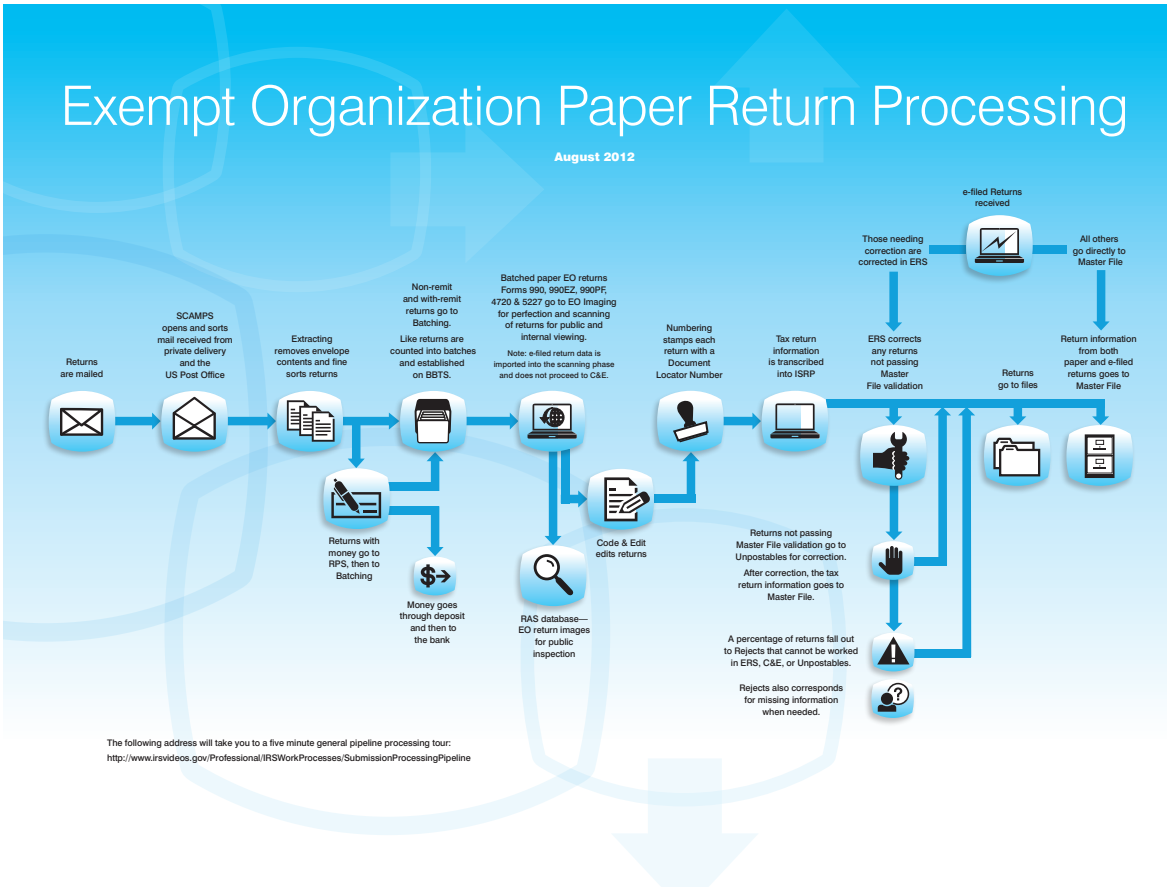 Exempt Organization Paper Return Processing
August 2012
Returns
are mailed
SCAMPS
opens and sorts
mail received from
private delivery
and the
US Post Office
Extracting
removes envelope
contents and fine
sorts returns
Returns with
money go to
RPS, then to
Batching
$
Money goes
through deposit
and then to
the bank
Non-remit
and with-remit
returns go to
Batching.
Like returns are
counted into batches
and established
on BBTS.
Batched paper EO returns
Forms 990, 990EZ, 990PF,
4720 & 5227 go to EO Imaging
for perfection and scanning
of returns for public and
internal viewing.
Note: e-filed return data is
imported into the scanning phase
and does not proceed to C&E.
RAS database—
EO return images
for public
inspection
Code & Edit
edits returns
Numbering
stamps each
return with a
Document
Locator Number
Tax return
information
is transcribed
into ISRP
e-filed Returns
received
Those needing
correction are
corrected in ERS
All others
go directly to
Master File
ERS corrects
any returns
not passing
Master
File validation
Returns
go to files
Return information
from both
paper and e-filed
returns goes to
Master File
Returns not passing
Master File validation go to
Unpostables for correction.
After correction, the tax
return information goes to
Master File.
A percentage of returns fall out
to Rejects that cannot be worked
in ERS, C&E, or Unpostables.
!
Rejects also corresponds
for missing information
when needed.
?
The following address will take you to a five minute general pipeline processing tour:
http://www.irsvideos.gov/Professional/IRSWorkProcesses/SubmissionProcessingPipeline